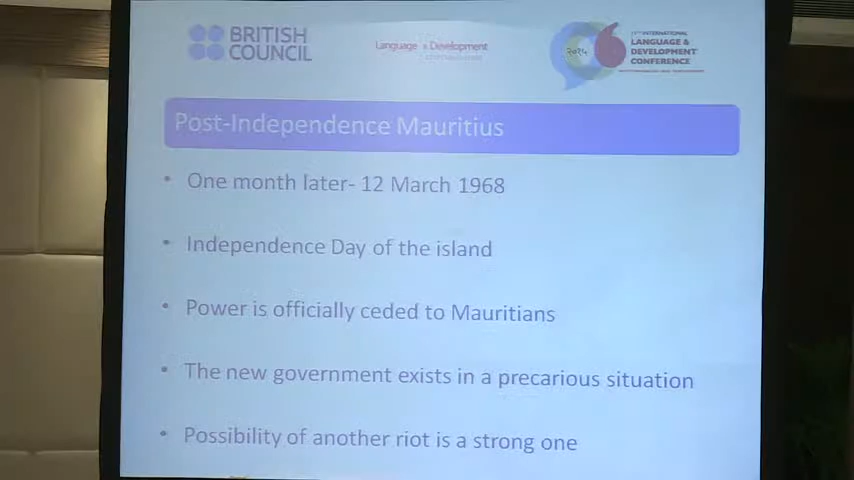 BRITISH
COUNCIL
Language & Development
INTERNATIONAL
LANGUAGE &
DEVELOPMENT
CONFERENCE
२०१५
Post-Independence Mauritius
• One month later- 12 March 1968
• Independence Day of the island
• Power is officially ceded to Mauritians
• The new government exists in a precarious situation
• Possibility of another riot is a strong one